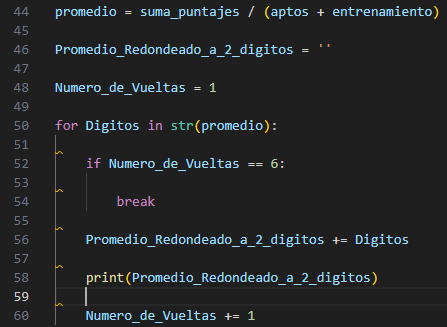 44 promedio = suma_puntajes / (aptos + entrenamiento)
45
46 Promedio_Redondeado_a_2_digitos = ''
47
48 Numero_de_Vueltas = 1
49
50 for Digitos in str(promedio):
51
52 if Numero_de_Vueltas == 6:
53
54 break
55
56 Promedio_Redondeado_a_2_digitos += Digitos
57
58 print(Promedio_Redondeado_a_2_digitos)
59
60 Numero_de_Vueltas += 1